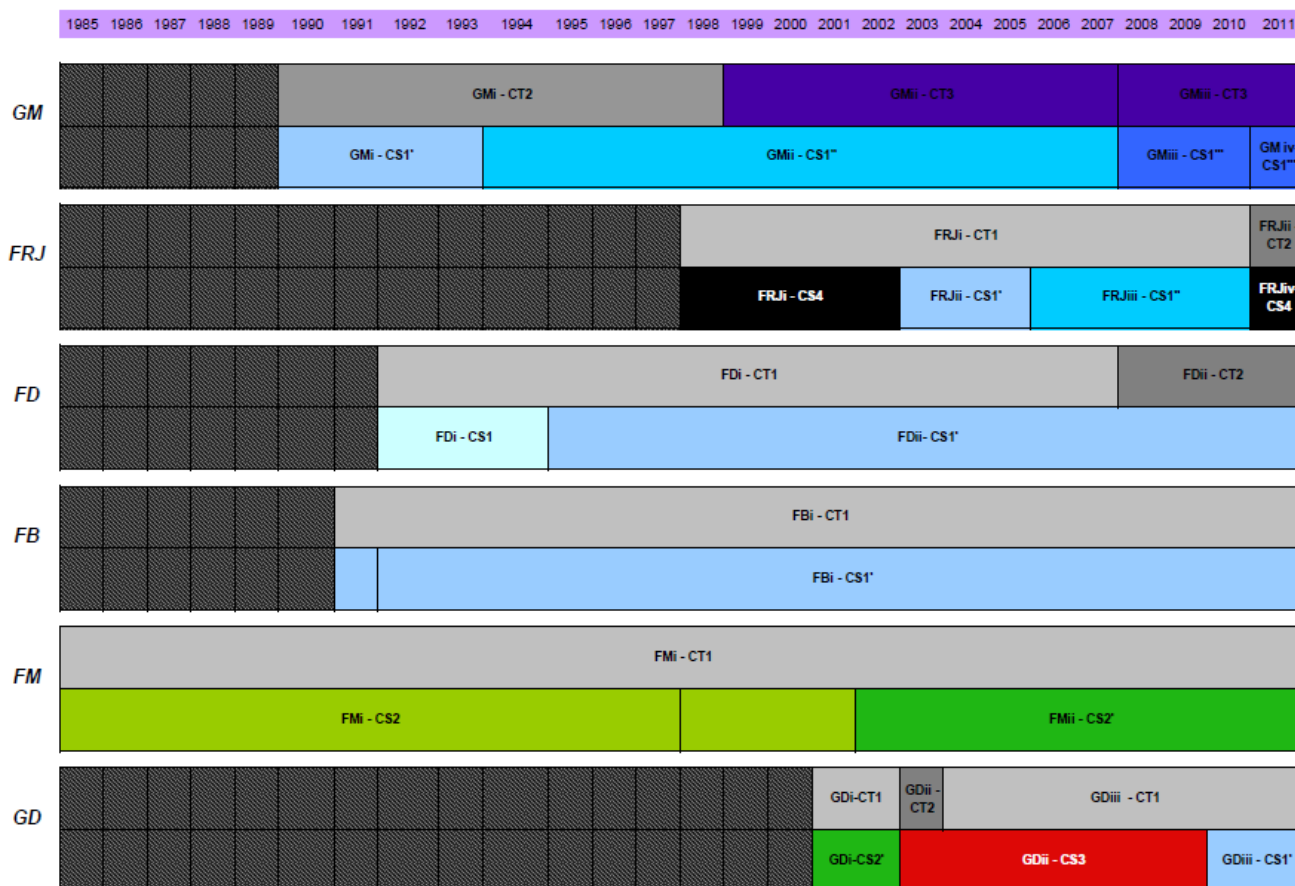 1985 1986 1987 1988 1989 1990 1991 1992 1993 1994 1995 1996 1997 1998 1999 2000 2001 2002 2003 2004 2005 2006 2007 2008 2009 2010 2011
GM
GMi - CT2
GMii - CT3
GMiii - CT3
GMi - CS1'
GMii - CS1''
GMiii - CS1'''
GM iv
CS1''''
FRJ
FRJi - CT1
FRJii
CT2
FRJi - CS4
FRJii - CS1'
FRJiii - CS1''
FRJiv
CS4
FD
FDi - CT1
FDii - CT2
FDi - CS1
FDii- CS1'
FB
FBi - CT1
FBi - CS1'
FM
FMi - CT1
FMi - CS2
FMii - CS2'
GD
GDi-CT1
GDii -
CT2
GDiii - CT1
GDi-CS2'
GDii - CS3
GDiii - CS1'